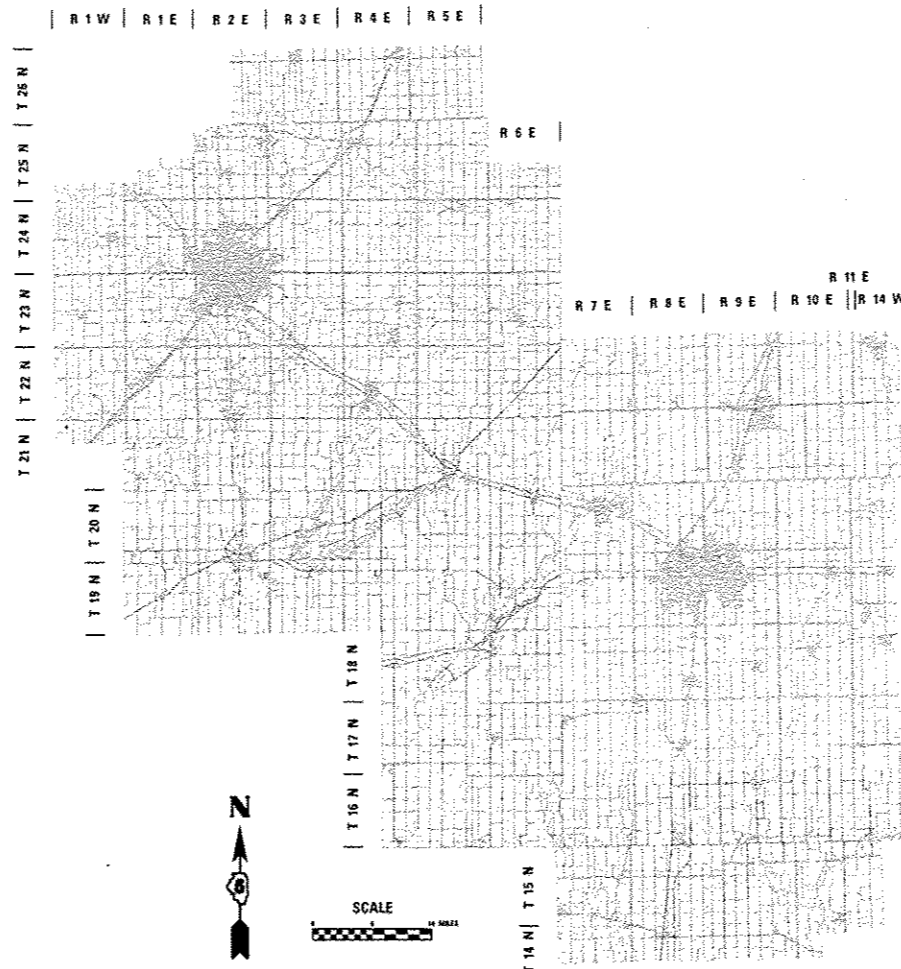 R 1 W | R 1 E | R 2 E | R 3 E | R 4 E | R 5 E
R 6 E
R 11 E
R 7 E | R 8 E | R 9 E | R 10 E | R 14 W
T 26 N
T 25 N
T 24 N
T 23 N
T 22 N
T 21 N
T 20 N
T 19 N
T 18 N
T 17 N
T 16 N
T 15 N
T 14 N
N
SCALE